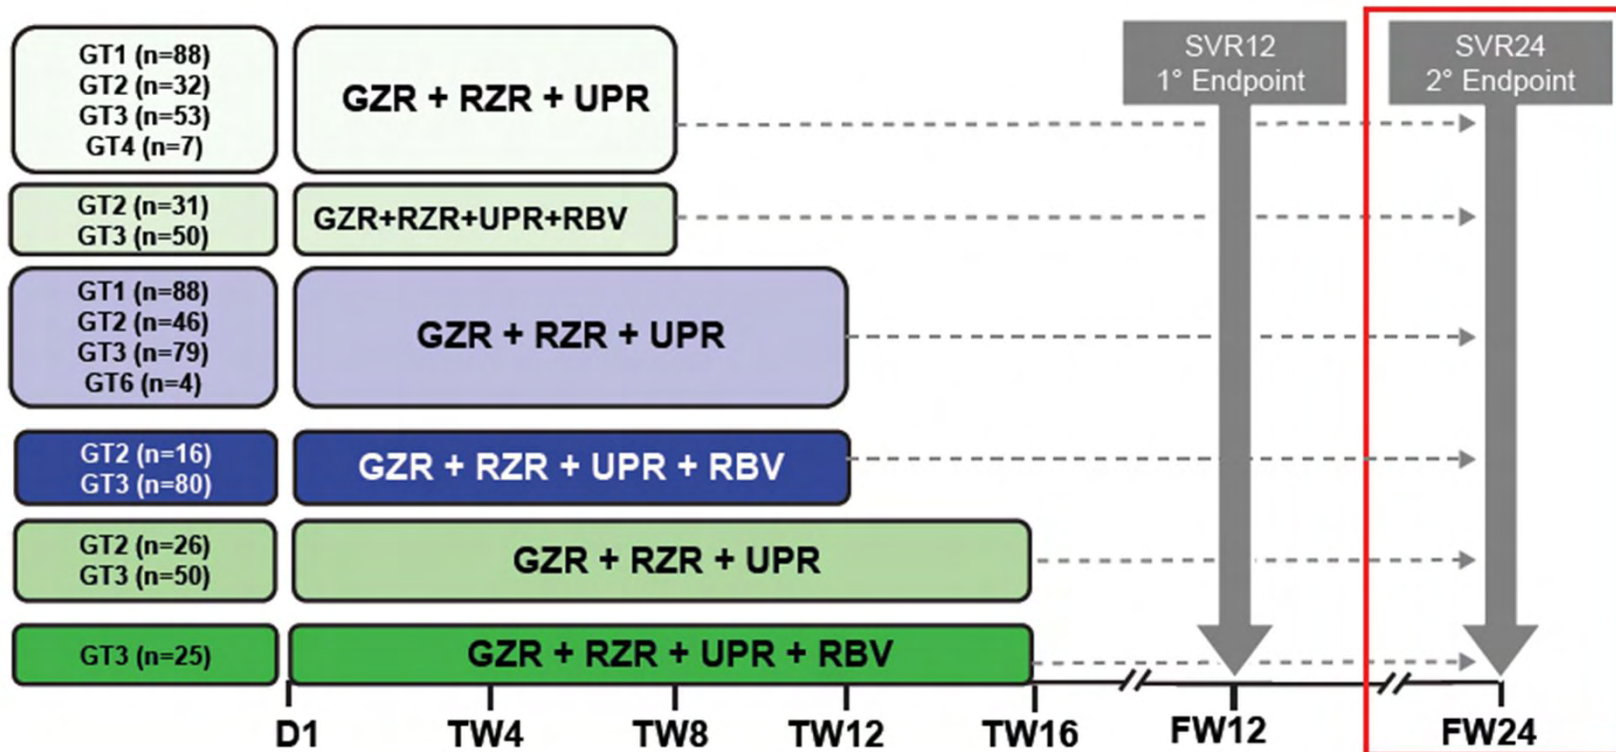 GT1 (n=88)
GT2 (n=32)
GT3 (n=53)
GT4 (n=7)
GZR + RZR + UPR
SVR12
1° Endpoint
SVR24
2° Endpoint
GT2 (n=31)
GT3 (n=50)
GZR+RZR+UPR+RBV
GT1 (n=88)
GT2 (n=46)
GT3 (n=79)
GT6 (n=4)
GZR + RZR + UPR
GT2 (n=16)
GT3 (n=80)
GZR + RZR + UPR + RBV
GT2 (n=26)
GT3 (n=50)
GZR + RZR + UPR
GT3 (n=25)
GZR + RZR + UPR + RBV
D1
TW4
TW8
TW12
TW16
FW12
FW24